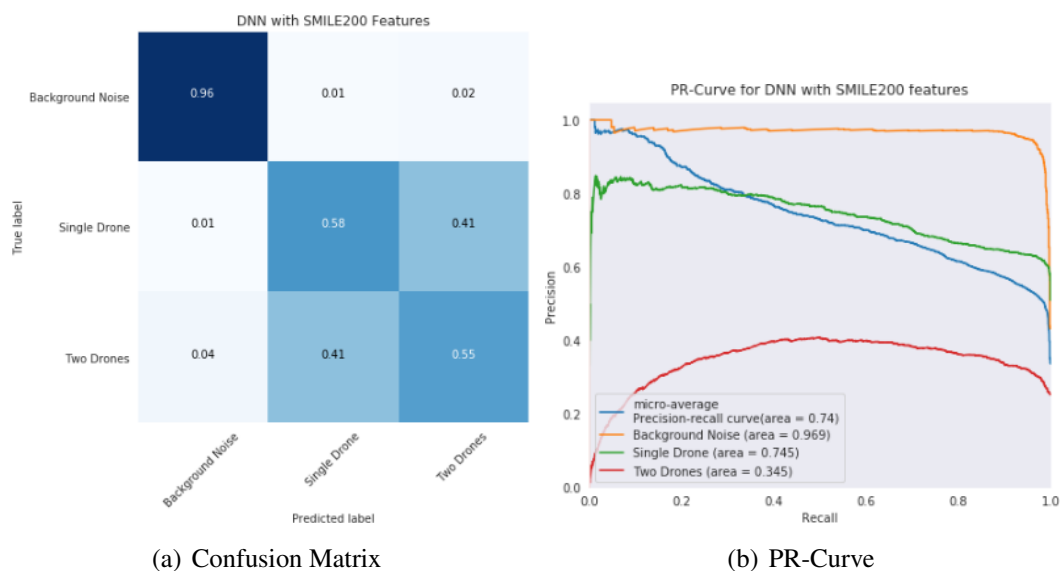 DNN with SMILE200 Features
True label
Background Noise
0.96
0.01
0.02
Single Drone
0.01
0.58
0.41
Two Drones
0.04
0.41
0.55
Background Noise
Single Drone
Two Drones
Predicted label
(a) Confusion Matrix
PR-Curve for DNN with SMILE200 features
Precision
1.0
0.8
0.6
0.4
0.2
0.0
micro-average
Precision-recall curve(area = 0.74)
Background Noise (area = 0.969)
Single Drone (area = 0.745)
Two Drones (area = 0.345)
0.0
0.2
0.4
0.6
0.8
1.0
Recall
(b) PR-Curve